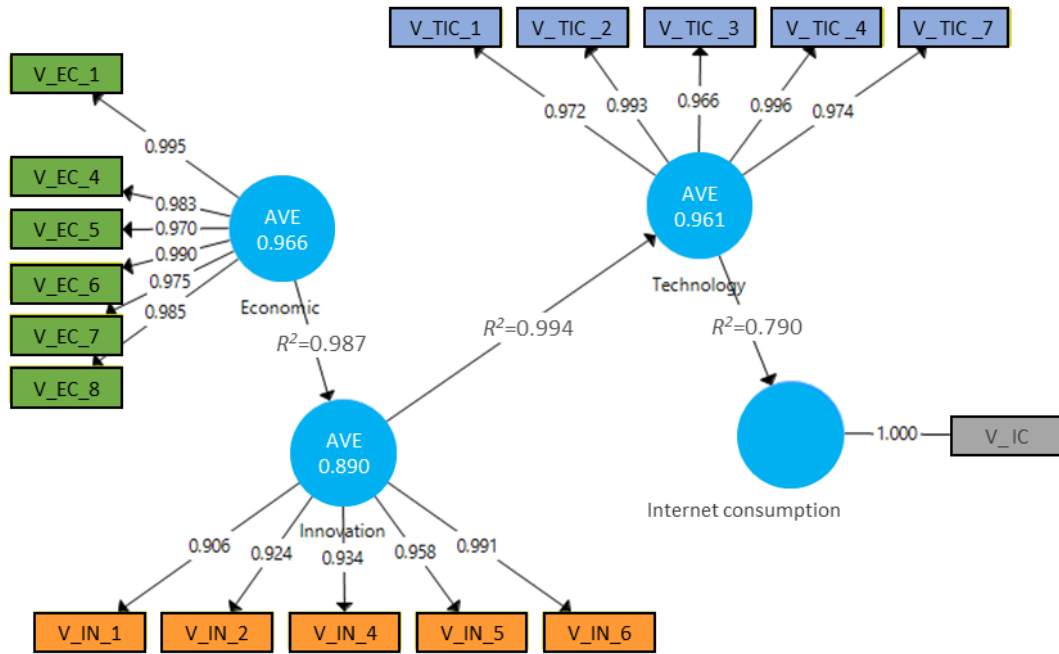 V_TIC_1
V_TIC _2
V_TIC _3
V_TIC _4
V_TIC _7
V_EC_1
0.972
0.993
0.966
0.996
0.974
0.995
V_EC_4
0.983
AVE
0.961
V_EC_5
0.970
AVE
0.966
0.990
V_EC_6
0.975
Technology
0.985
Economic
V_EC_7
R²=0.987
R²=0.994
R²=0.790
V_EC_8
AVE
0.890
1.000
V_IC
Internet consumption
Innovation
0.906
0.924
0.934
0.958
0.991
V_IN_1
V_IN_2
V_IN_4
V_IN_5
V_IN_6